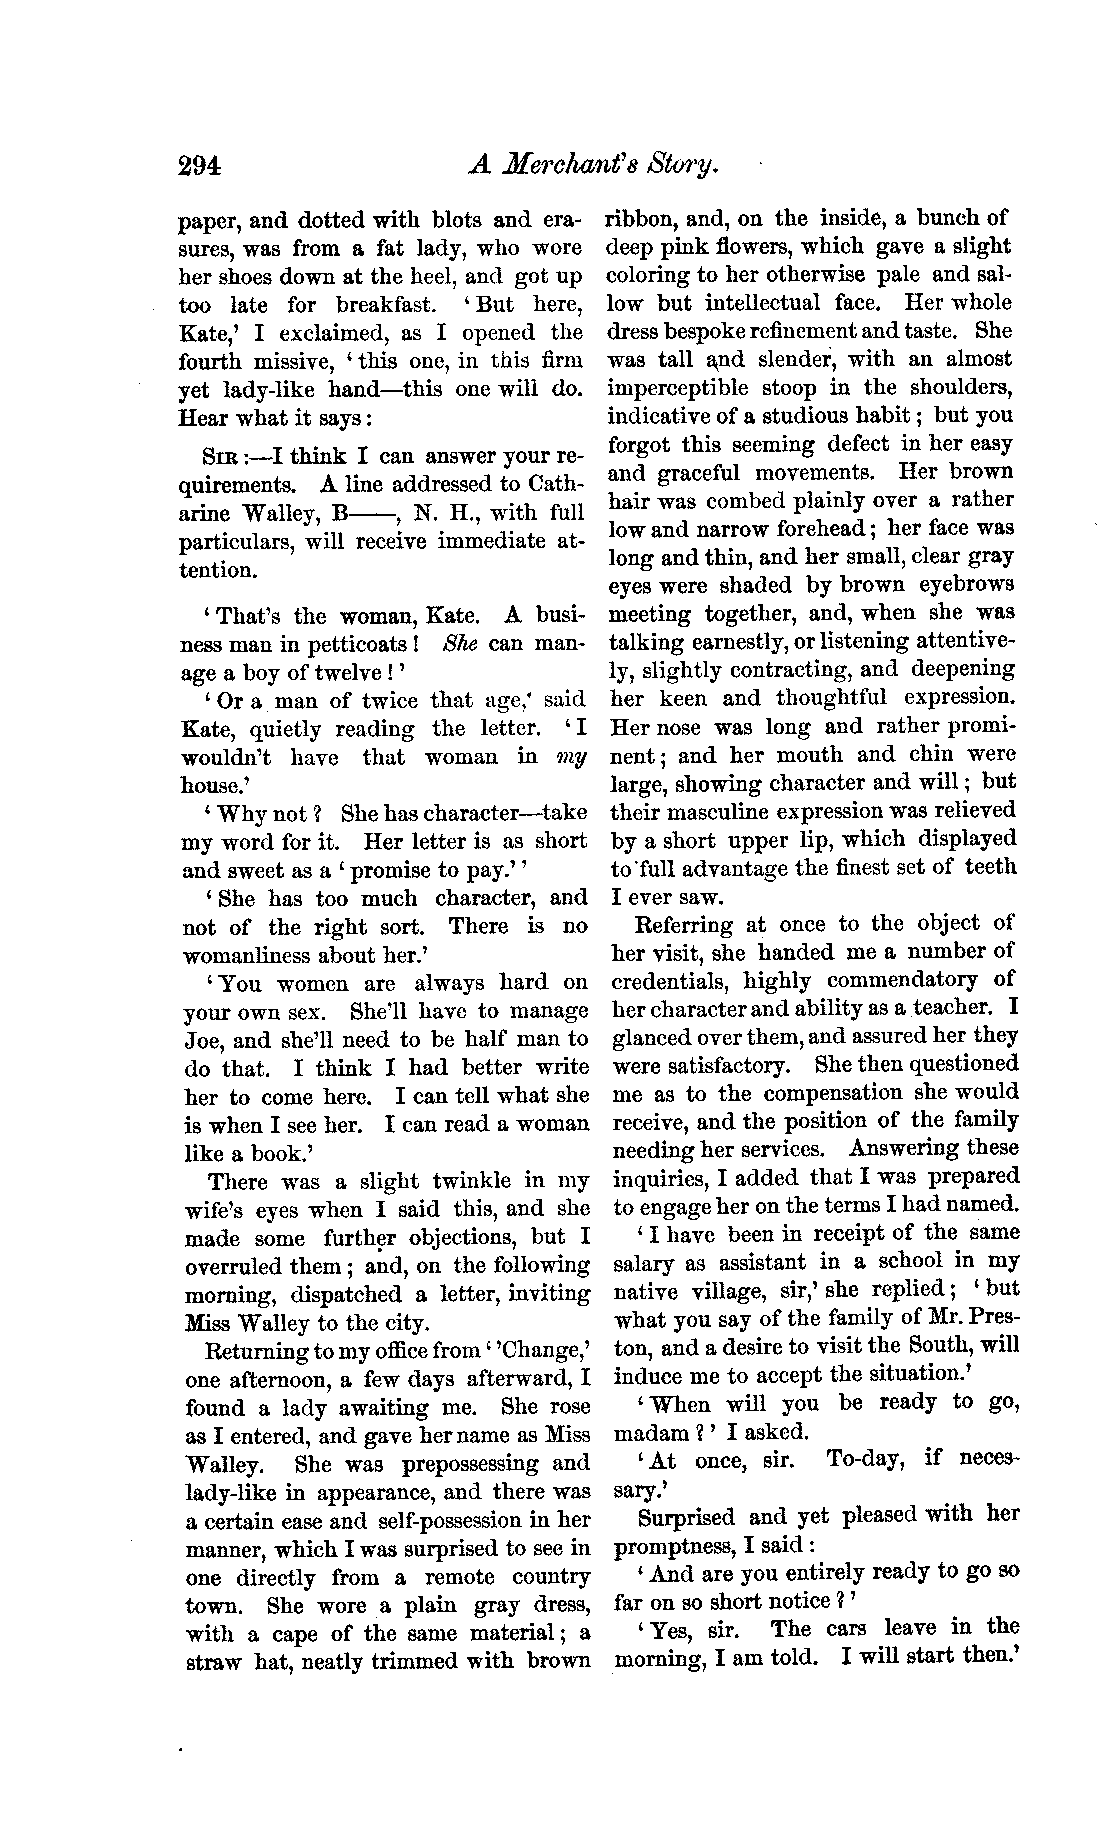 294
A Merchant's Story.
paper, and dotted with blots and era-
sures, was from a fat lady, who wore
her shoes down at the heel, and got up
too late for breakfast. 'But here,
Kate,' I exclaimed, as I opened the
fourth missive, 'this one, in this firm
yet lady-like hand—this one will do.
Hear what it says:
SIR:—I think I can answer your re-
quirements. A line addressed to Cath-
arine Walley, B——, N. H., with full
particulars, will receive immediate at-
tention.
'That's the woman, Kate. A busi-
ness man in petticoats! She can man-
age a boy of twelve!'
'Or a man of twice that age,' said
Kate, quietly reading the letter. 'I
wouldn't have that woman in my
house.'
'Why not? She has character—take
my word for it. Her letter is as short
and sweet as a 'promise to pay.''
'She has too much character, and
not of the right sort. There is no
womanliness about her.'
'You women are always hard on
your own sex. She'll have to manage
Joe, and she'll need to be half man to
do that. I think I had better write
her to come here. I can tell what she
is when I see her. I can read a woman
like a book.'
There was a slight twinkle in my
wife's eyes when I said this, and she
made some further objections, but I
overruled them; and, on the following
morning, dispatched a letter, inviting
Miss Walley to the city.
Returning to my office from ''Change,'
one afternoon, a few days afterward, I
found a lady awaiting me. She rose
as I entered, and gave her name as Miss
Walley. She was prepossessing and
lady-like in appearance, and there was
a certain ease and self-possession in her
manner, which I was surprised to see in
one directly from a remote country
town. She wore a plain gray dress,
with a cape of the same material; a
straw hat, neatly trimmed with brown
ribbon, and, on the inside, a bunch of
deep pink flowers, which gave a slight
coloring to her otherwise pale and sal-
low but intellectual face. Her whole
dress bespoke refinement and taste. She
was tall and slender, with an almost
imperceptible stoop in the shoulders,
indicative of a studious habit; but you
forgot this seeming defect in her easy
and graceful movements. Her brown
hair was combed plainly over a rather
low and narrow forehead; her face was
long and thin, and her small, clear gray
eyes were shaded by brown eyebrows
meeting together, and, when she was
talking earnestly, or listening attentive-
ly, slightly contracting, and deepening
her keen and thoughtful expression.
Her nose was long and rather promi-
nent; and her mouth and chin were
large, showing character and will; but
their masculine expression was relieved
by a short upper lip, which displayed
to full advantage the finest set of teeth
I ever saw.
Referring at once to the object of
her visit, she handed me a number of
credentials, highly commendatory of
her character and ability as a teacher. I
glanced over them, and assured her they
were satisfactory. She then questioned
me as to the compensation she would
receive, and the position of the family
needing her services. Answering these
inquiries, I added that I was prepared
to engage her on the terms I had named.
'I have been in receipt of the same
salary as assistant in a school in my
native village, sir,' she replied; 'but
what you say of the family of Mr. Pres-
ton, and a desire to visit the South, will
induce me to accept the situation.'
'When will you be ready to go,
madam?' I asked.
'At once, sir. To-day, if neces-
sary.'
Surprised and yet pleased with her
promptness, I said:
'And are you entirely ready to go so
far on so short notice?'
'Yes, sir. The cars leave in the
morning, I am told. I will start then.'